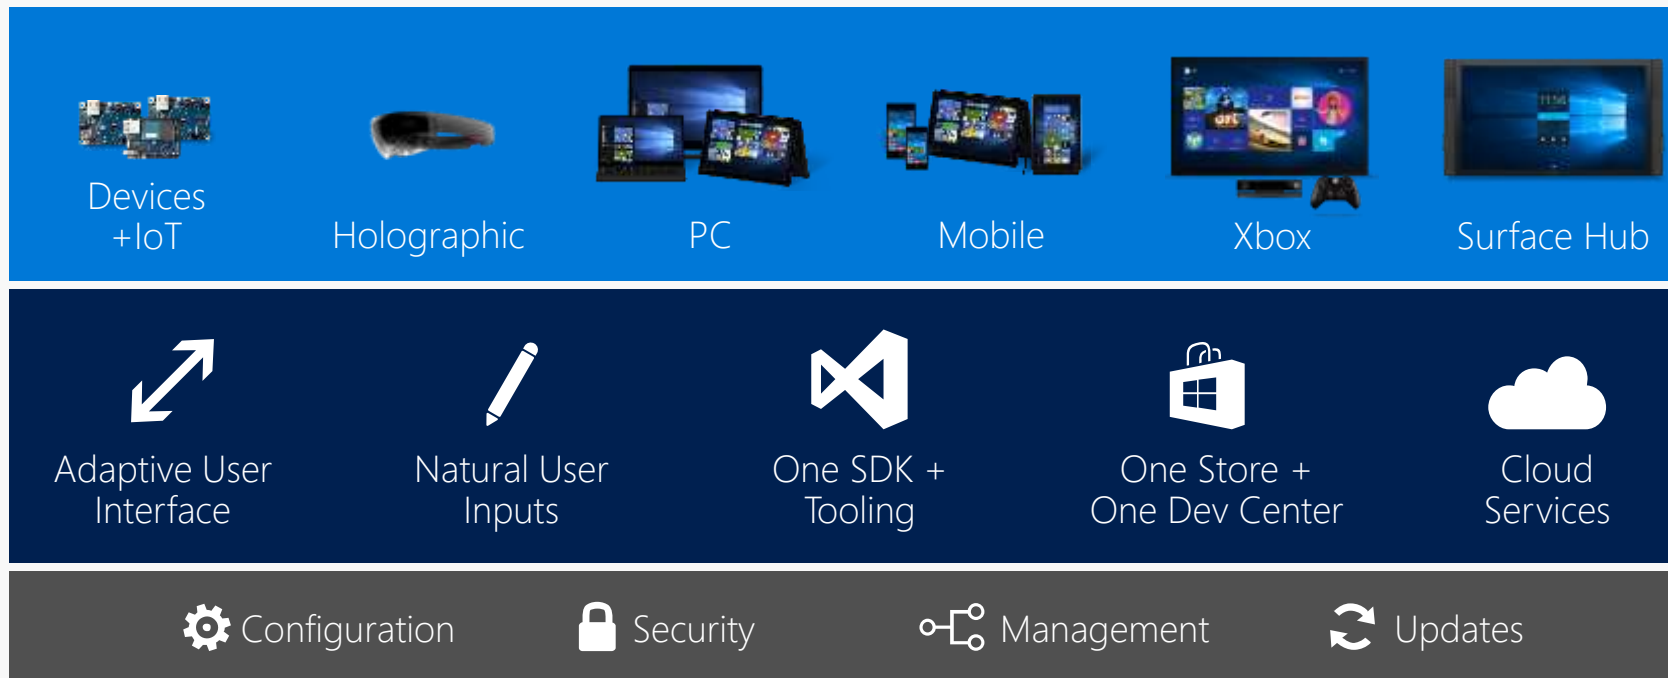 Devices
+IoT
Holographic
PC
Mobile
Xbox
Surface Hub
Adaptive User
Interface
Natural User
Inputs
One SDK +
Tooling
One Store +
One Dev Center
Cloud
Services
Configuration
Security
Management
Updates